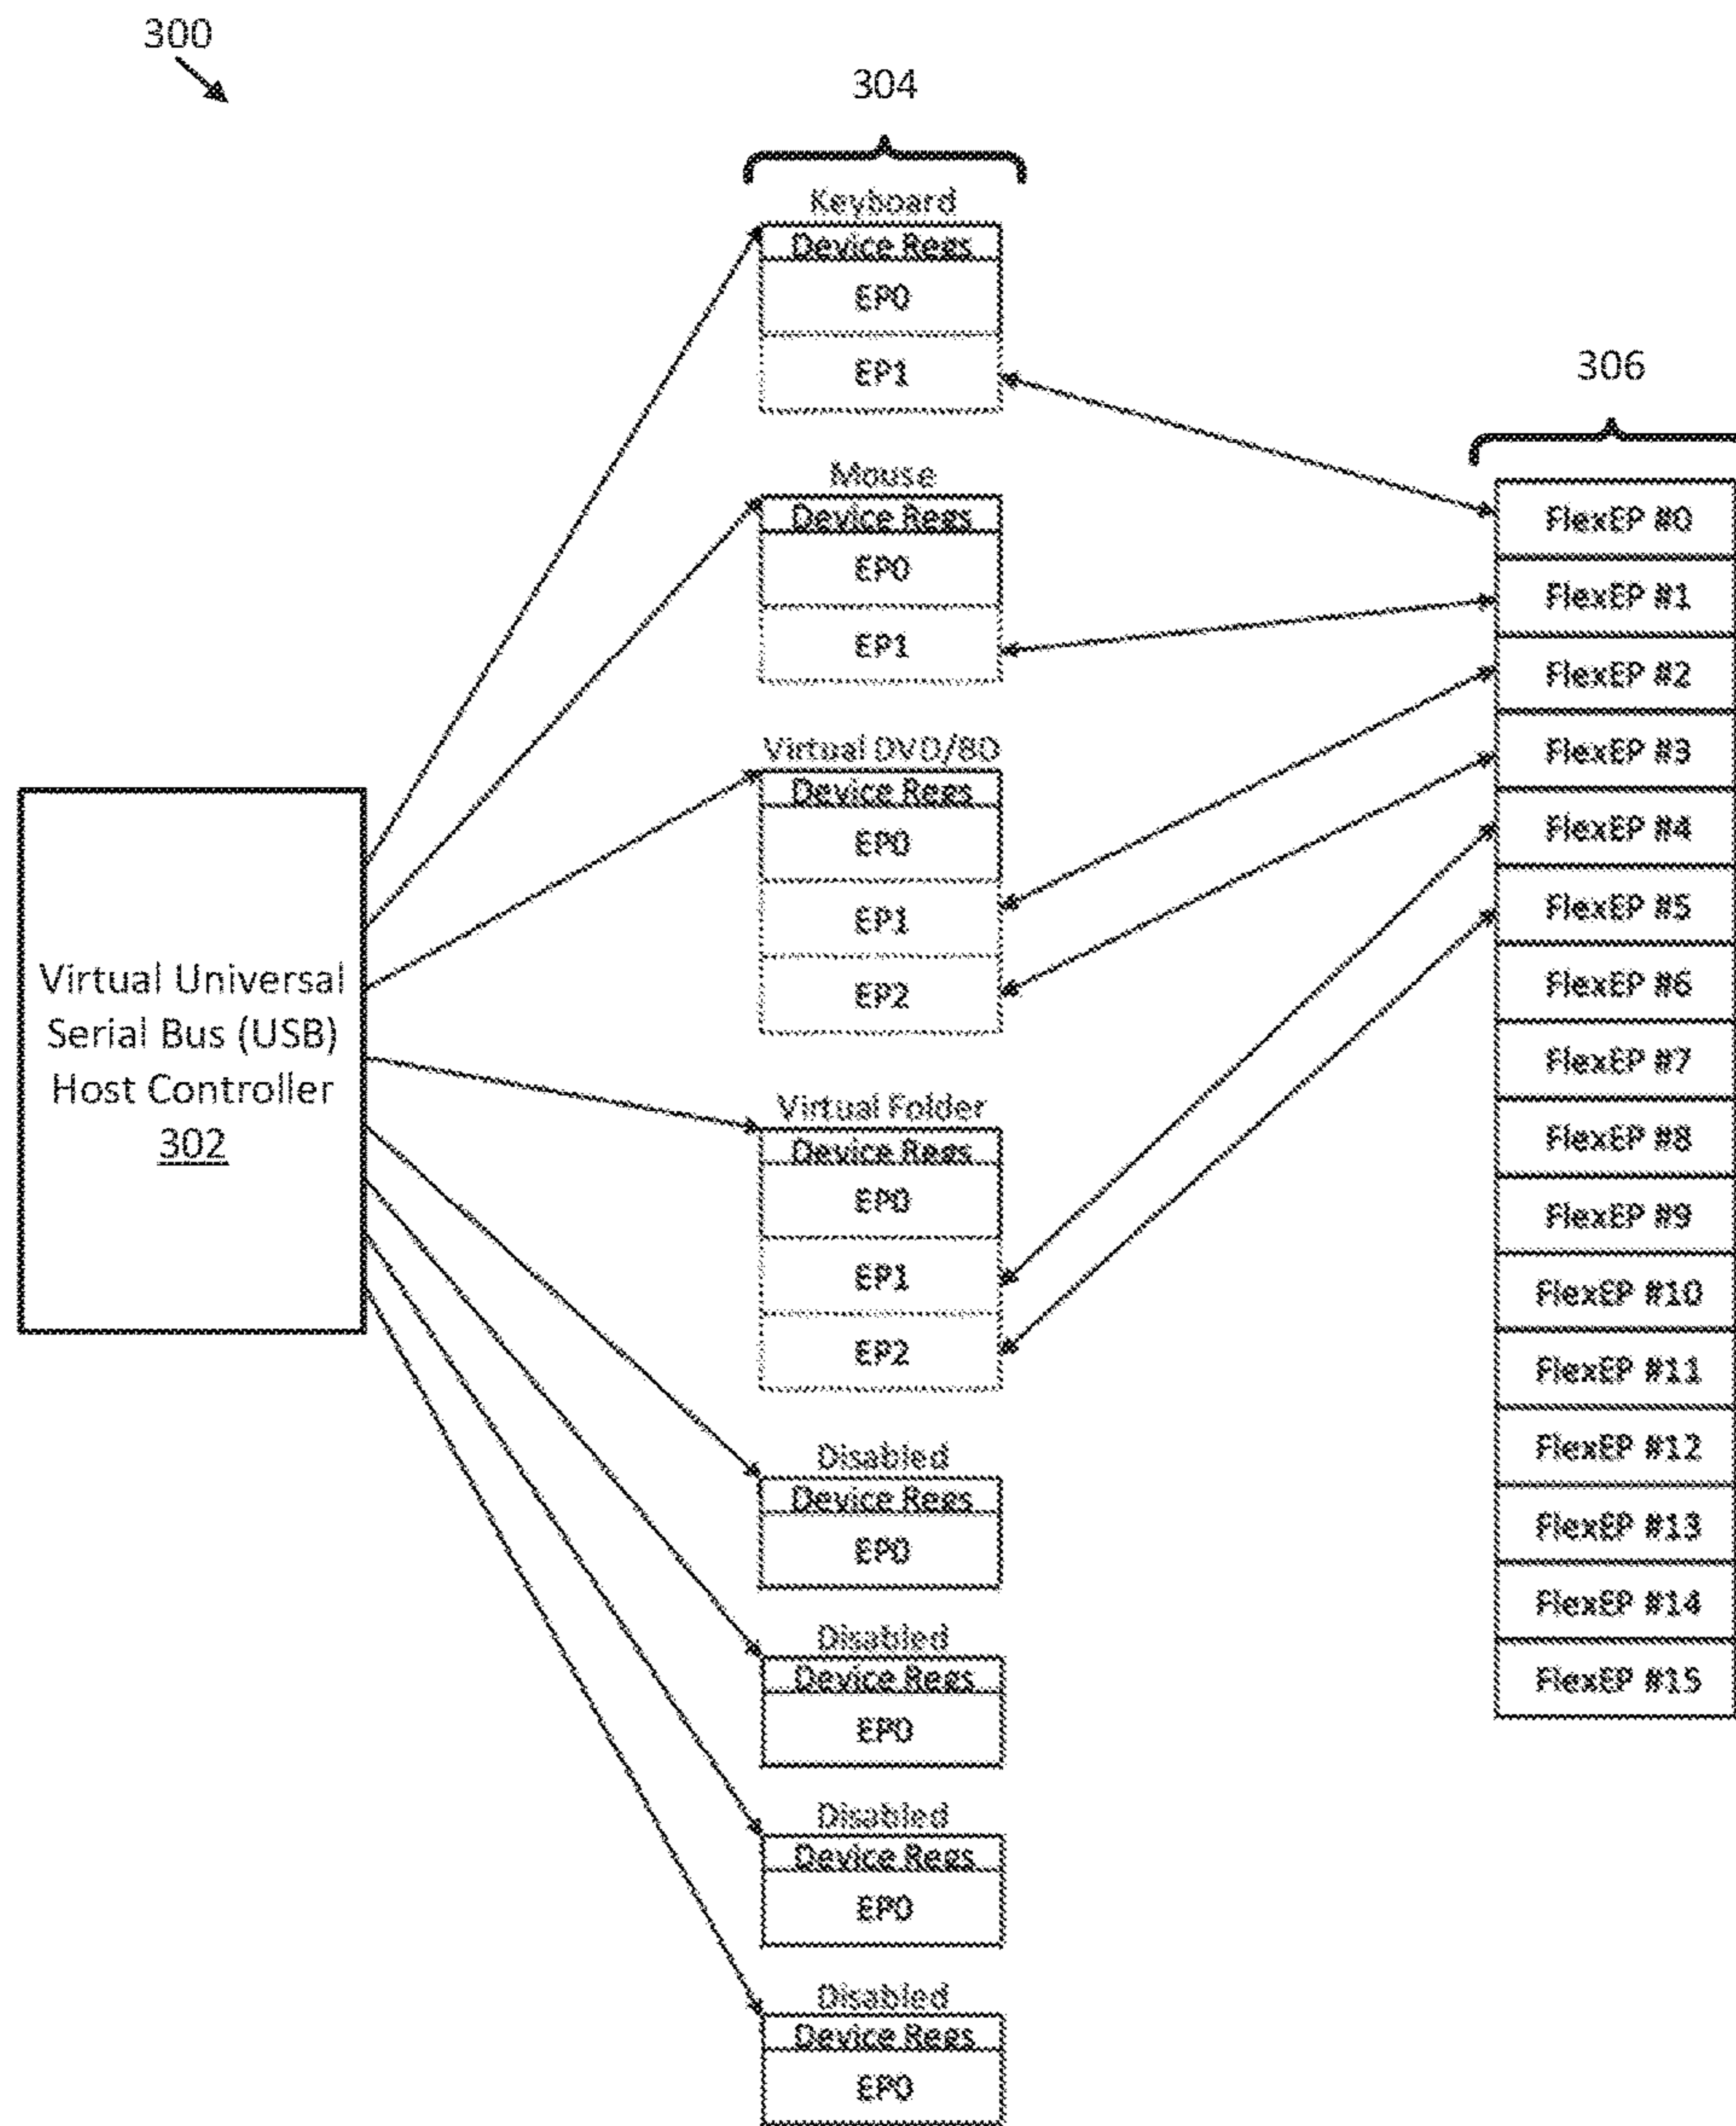 300
304
Keyboard
Device Regs
EP0
EP1
306
Mouse
Device Regs
EP0
EP1
Virtual DVD/BD
Device Regs
EP0
EP1
EP2
Virtual Universal
Serial Bus (USB)
Host Controller
302
Virtual Folder
Device Regs
EP0
EP1
EP2
Disabled
Device Regs
EP0
Disabled
Device Regs
EP0
Disabled
Device Regs
EP0
Disabled
Device Regs
EP0
FlexEP #0
FlexEP #1
FlexEP #2
FlexEP #3
FlexEP #4
FlexEP #5
FlexEP #6
FlexEP #7
FlexEP #8
FlexEP #9
FlexEP #10
FlexEP #11
FlexEP #12
FlexEP #13
FlexEP #14
FlexEP #15